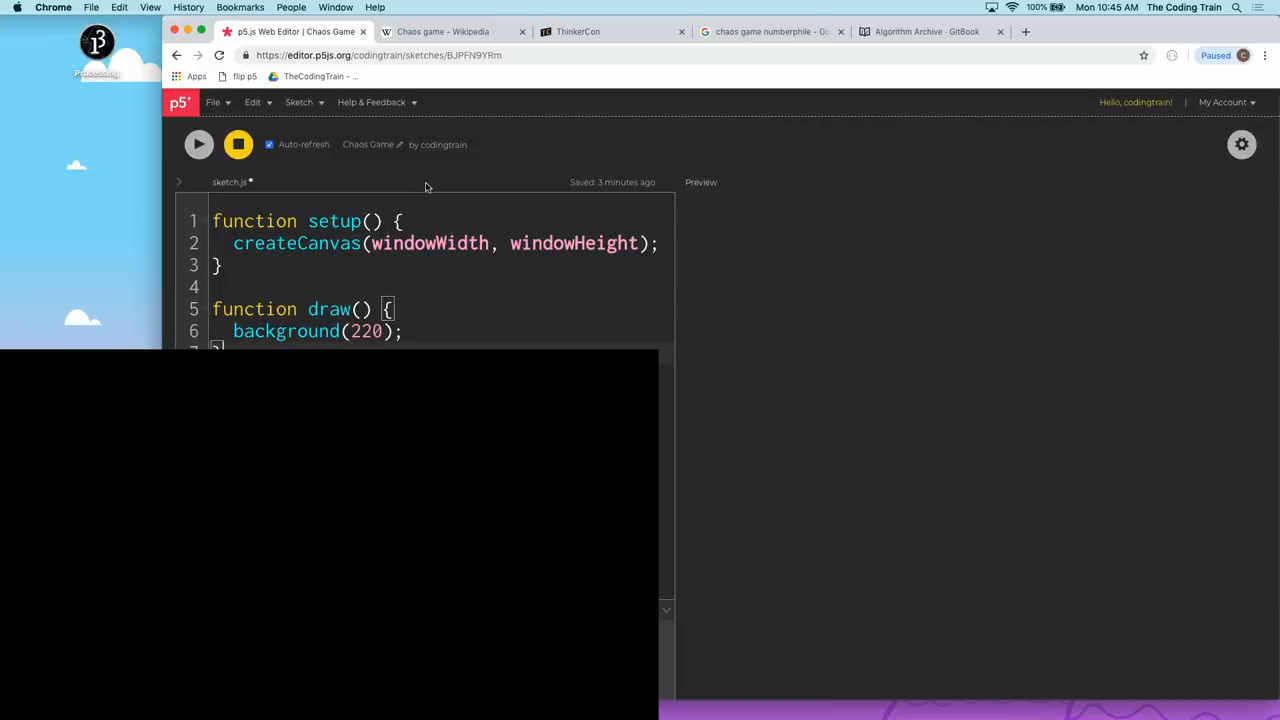 Chrome File Edit View History Bookmarks People Window Help 100% Mon 10:45 AM The Coding Train
Processing
p5.js Web Editor | Chaos Game
Chaos game - Wikipedia
ThinkerCon
chaos game numberphile - Go
Algorithm Archive · GitBook
https://editor.p5js.org/codingtrain/sketches/BJPFN9YRm
Paused C
Apps flip p5 TheCodingTrain - ...
p5* File Edit Sketch Help & Feedback Hello, codingtrain! | My Account
Auto-refresh Chaos Game by codingtrain
sketch.js Saved: 3 minutes ago Preview
1 function setup() {
2 createCanvas(windowWidth, windowHeight);
3 }
4
5 function draw() {
6 background(220);
7 }